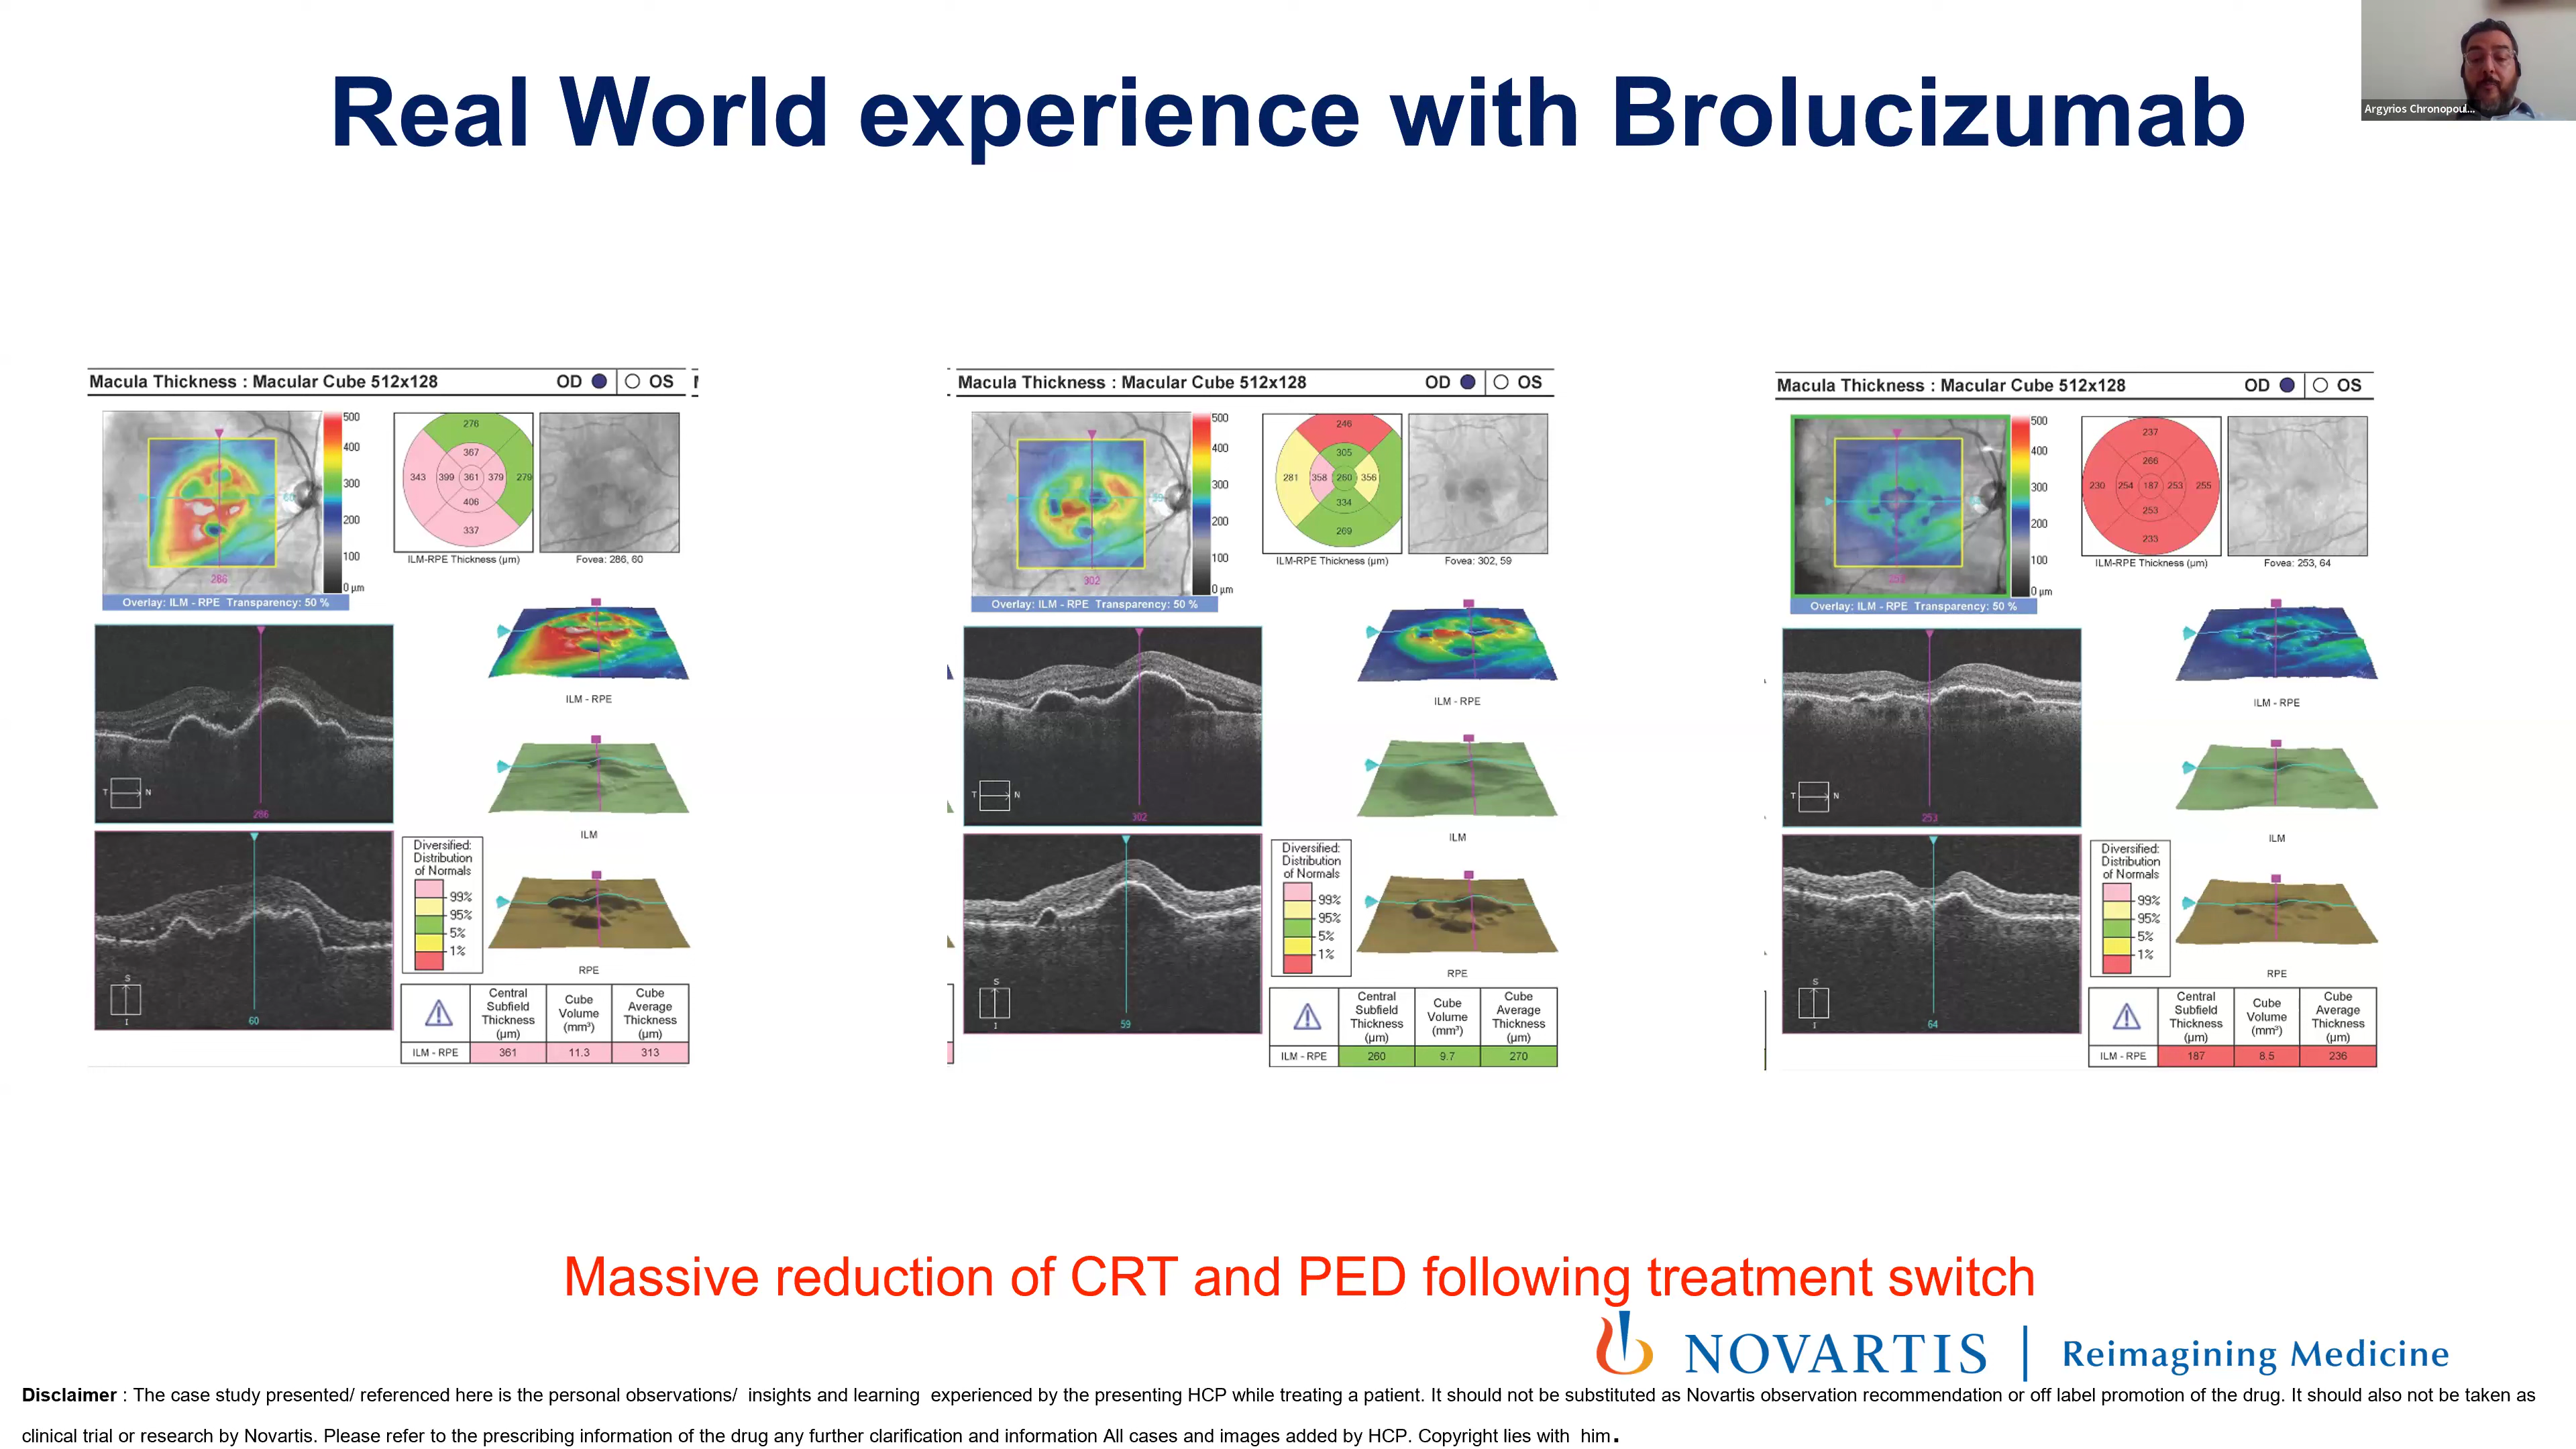 Real World experience with Brolucizumab
Argyrios Chronopoul...
Macula Thickness : Macular Cube 512x128 OD OS
500
400
300
200
100
0 µm
60
286
Overlay: ILM - RPE Transparency: 50 %
276
367
343 399 361 379 279
406
337
ILM-RPE Thickness (µm)
Fovea: 286, 60
ILM - RPE
T N
286
ILM
S
I
60
Diversified:
Distribution
of Normals
99%
95%
5%
1%
RPE
Central Subfield Thickness (µm)
Cube Volume (mm³)
Cube Average Thickness (µm)
ILM - RPE 361 11.3 313
Macula Thickness : Macular Cube 512x128 OD OS
500
400
300
200
100
0 µm
59
302
Overlay: ILM - RPE Transparency: 50 %
246
305
281 358 260 356
334
269
ILM-RPE Thickness (µm)
Fovea: 302, 59
ILM - RPE
T N
302
ILM
S
I
59
Diversified:
Distribution
of Normals
99%
95%
5%
1%
RPE
Central Subfield Thickness (µm)
Cube Volume (mm³)
Cube Average Thickness (µm)
ILM - RPE 260 9.7 270
Macula Thickness : Macular Cube 512x128 OD OS
500
400
300
200
100
0 µm
253
Overlay: ILM - RPE Transparency: 50 %
237
266
230 254 187 253 255
253
233
ILM-RPE Thickness (µm)
Fovea: 253, 64
ILM - RPE
T N
253
ILM
S
I
64
Diversified:
Distribution
of Normals
99%
95%
5%
1%
RPE
Central Subfield Thickness (µm)
Cube Volume (mm³)
Cube Average Thickness (µm)
ILM - RPE 187 8.5 236
Massive reduction of CRT and PED following treatment switch
NOVARTIS | Reimagining Medicine
Disclaimer : The case study presented/ referenced here is the personal observations/ insights and learning experienced by the presenting HCP while treating a patient. It should not be substituted as Novartis observation recommendation or off label promotion of the drug. It should also not be taken as
clinical trial or research by Novartis. Please refer to the prescribing information of the drug any further clarification and information All cases and images added by HCP. Copyright lies with him.